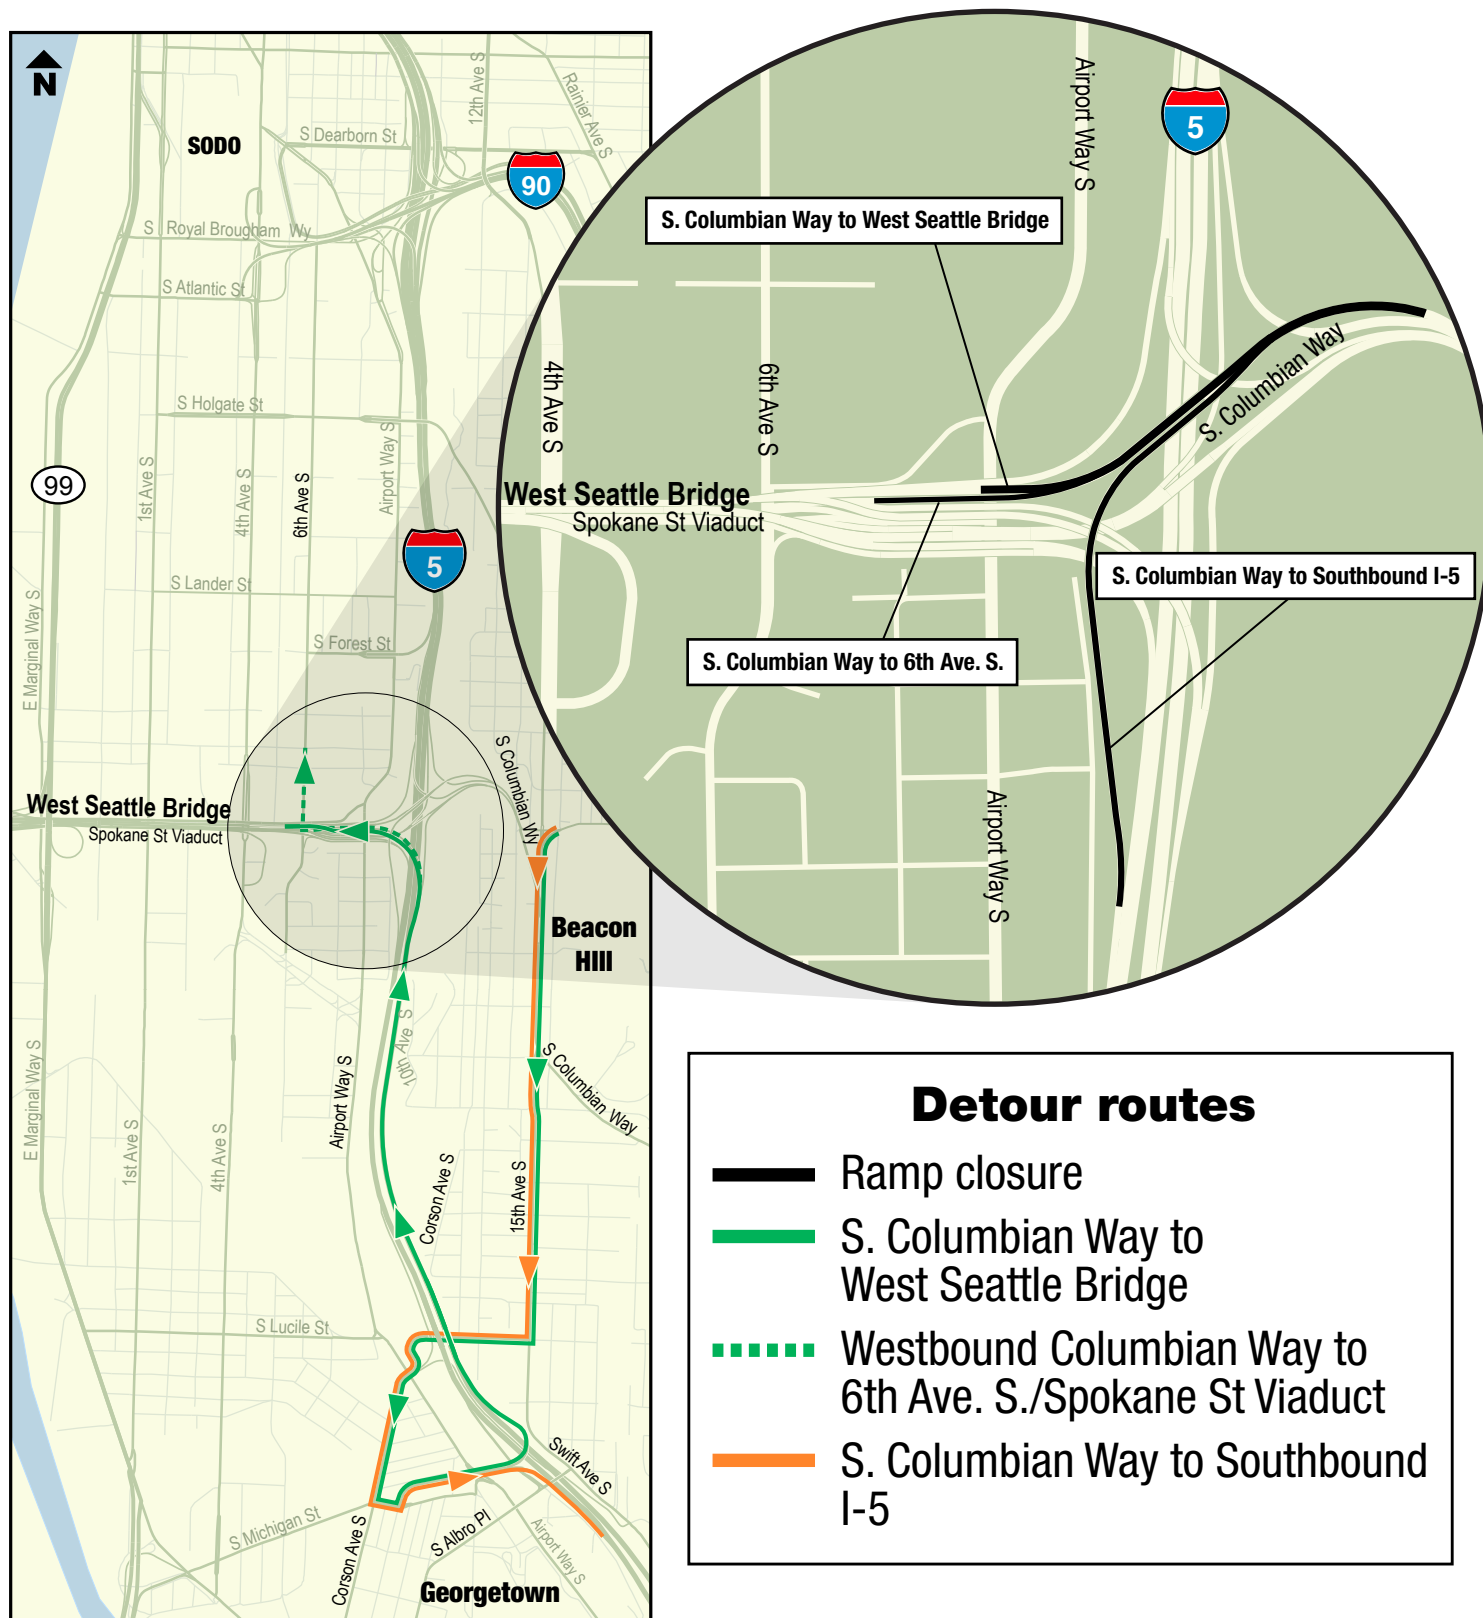 N
SODO
S Dearborn St
12th Ave S
Rainier Ave S
90
S Royal Brougham Wy
S Atlantic St
S Holgate St
99
1st Ave S
4th Ave S
6th Ave S
Airport Way S
5
S Lander St
S Forest St
E Marginal Way S
S Columbian Wy
West Seattle Bridge
Spokane St Viaduct
Beacon
HIll
10th Ave S
Airport Way S
S Columbian Way
E Marginal Way S
1st Ave S
4th Ave S
Corson Ave S
15th Ave S
S Lucile St
Swift Ave S
S Michigan St
Corson Ave S
S Albro Pl
Airport Way S
Georgetown
Airport Way S
5
S. Columbian Way to West Seattle Bridge
4th Ave S
6th Ave S
S. Columbian Way
West Seattle Bridge
Spokane St Viaduct
S. Columbian Way to Southbound I-5
S. Columbian Way to 6th Ave. S.
Airport Way S
Detour routes
Ramp closure
S. Columbian Way to
West Seattle Bridge
Westbound Columbian Way to
6th Ave. S./Spokane St Viaduct
S. Columbian Way to Southbound
I-5